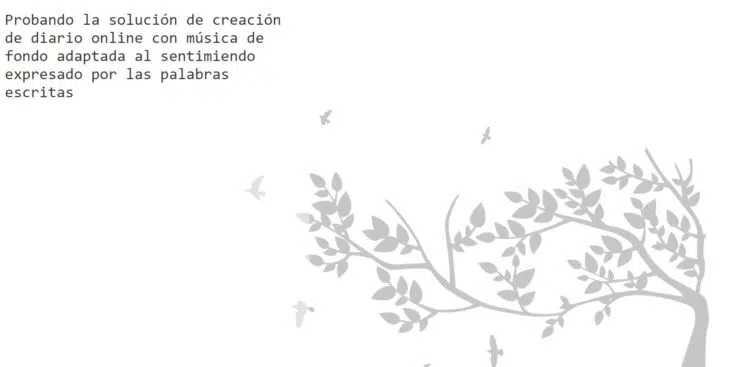 Probando la solución de creación
de diario online con música de
fondo adaptada al sentimiendo
expresado por las palabras
escritas